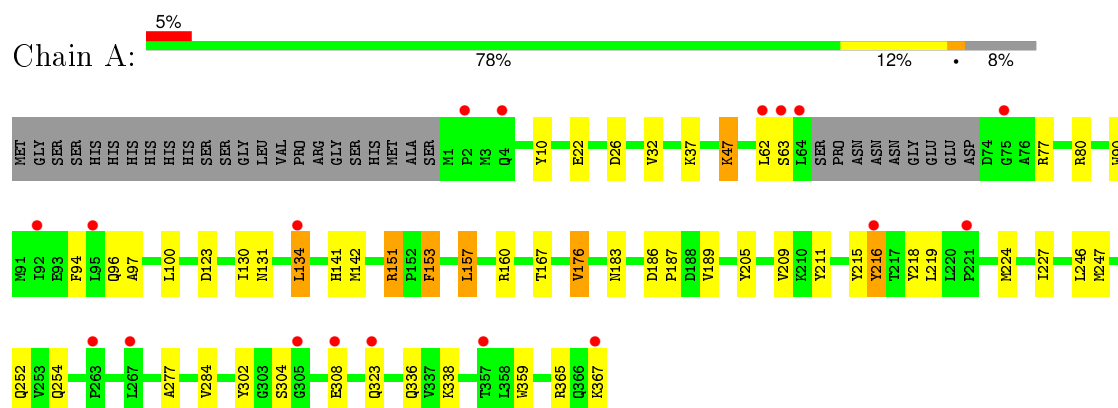 5%
Chain A:
78% 12% • 8%
MET GLY SER SER HIS HIS HIS HIS HIS HIS SER SER GLY LEU VAL PRO ARG GLY SER HIS MET ALA SER M1 P2 M3 Q4 Y10 E22 D26 V32 K37 K47 L62 S63 L64 SER PRO ASN ASN ASN GLY GLU GLU ASP D74 G75 A76 R77 R80 W90
M91 I92 E93 F94 L95 Q96 A97 L100 D123 I130 N131 L134 H141 M142 R151 P152 F153 L157 R160 T167 V176 N183 D186 P187 D188 V189 Y205 V209 K210 Y211 Y215 Y216 T217 Y218 L219 L220 P221 M224 I227 L246 M247
Q252 V253 Q254 P263 L267 A277 V284 Y302 G303 S304 G305 E308 Q323 Q336 V337 K338 T357 L358 W359 R365 Q366 K367